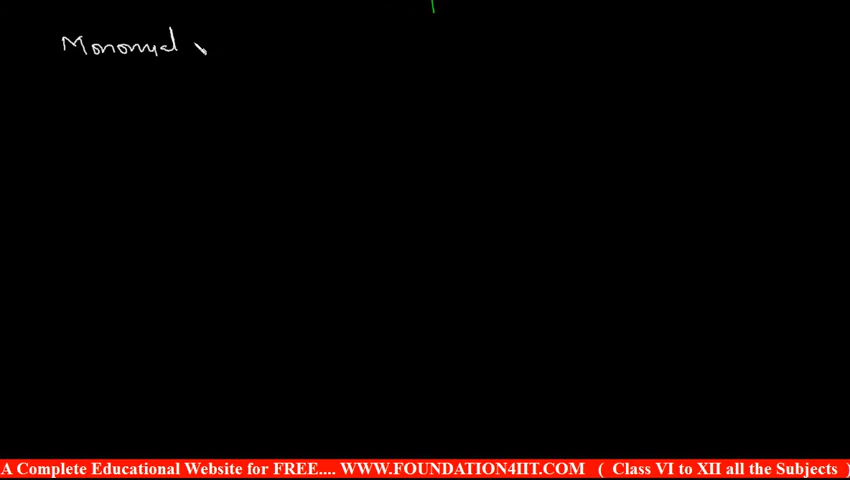 Monomial
A Complete Educational Website for FREE.... WWW.FOUNDATION4IIT.COM ( Class VI to XII all the Subjects )